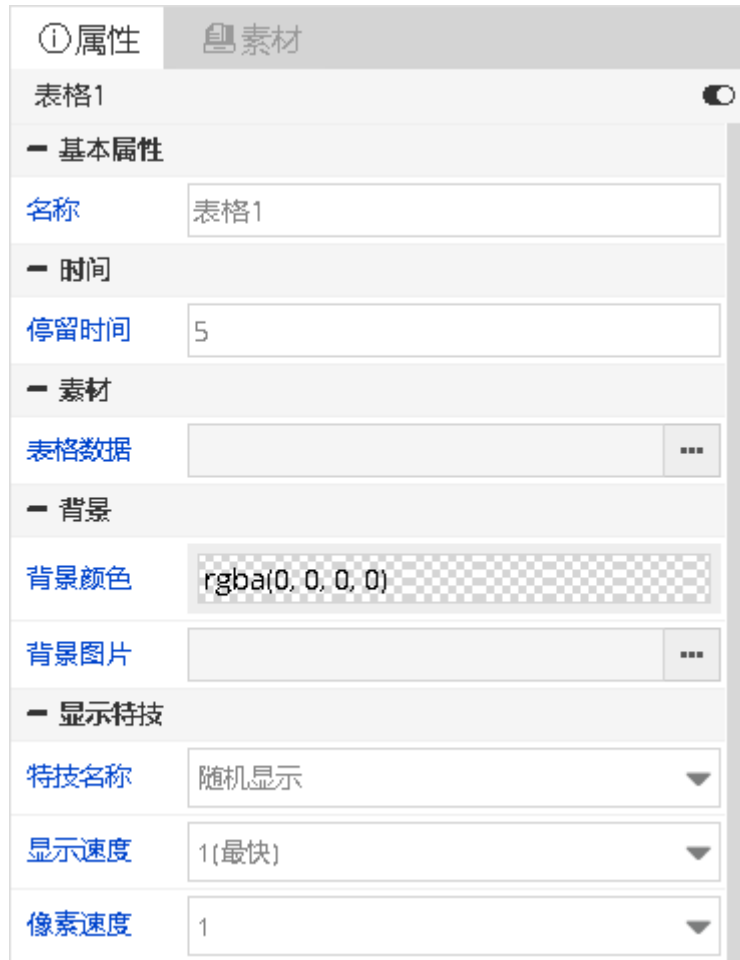 属性 素材
表格1
基本属性
名称 表格1
时间
停留时间 5
素材
表格数据
背景
背景颜色 rgba(0, 0, 0, 0)
背景图片
显示特技
特技名称 随机显示
显示速度 1(最快)
像素速度 1